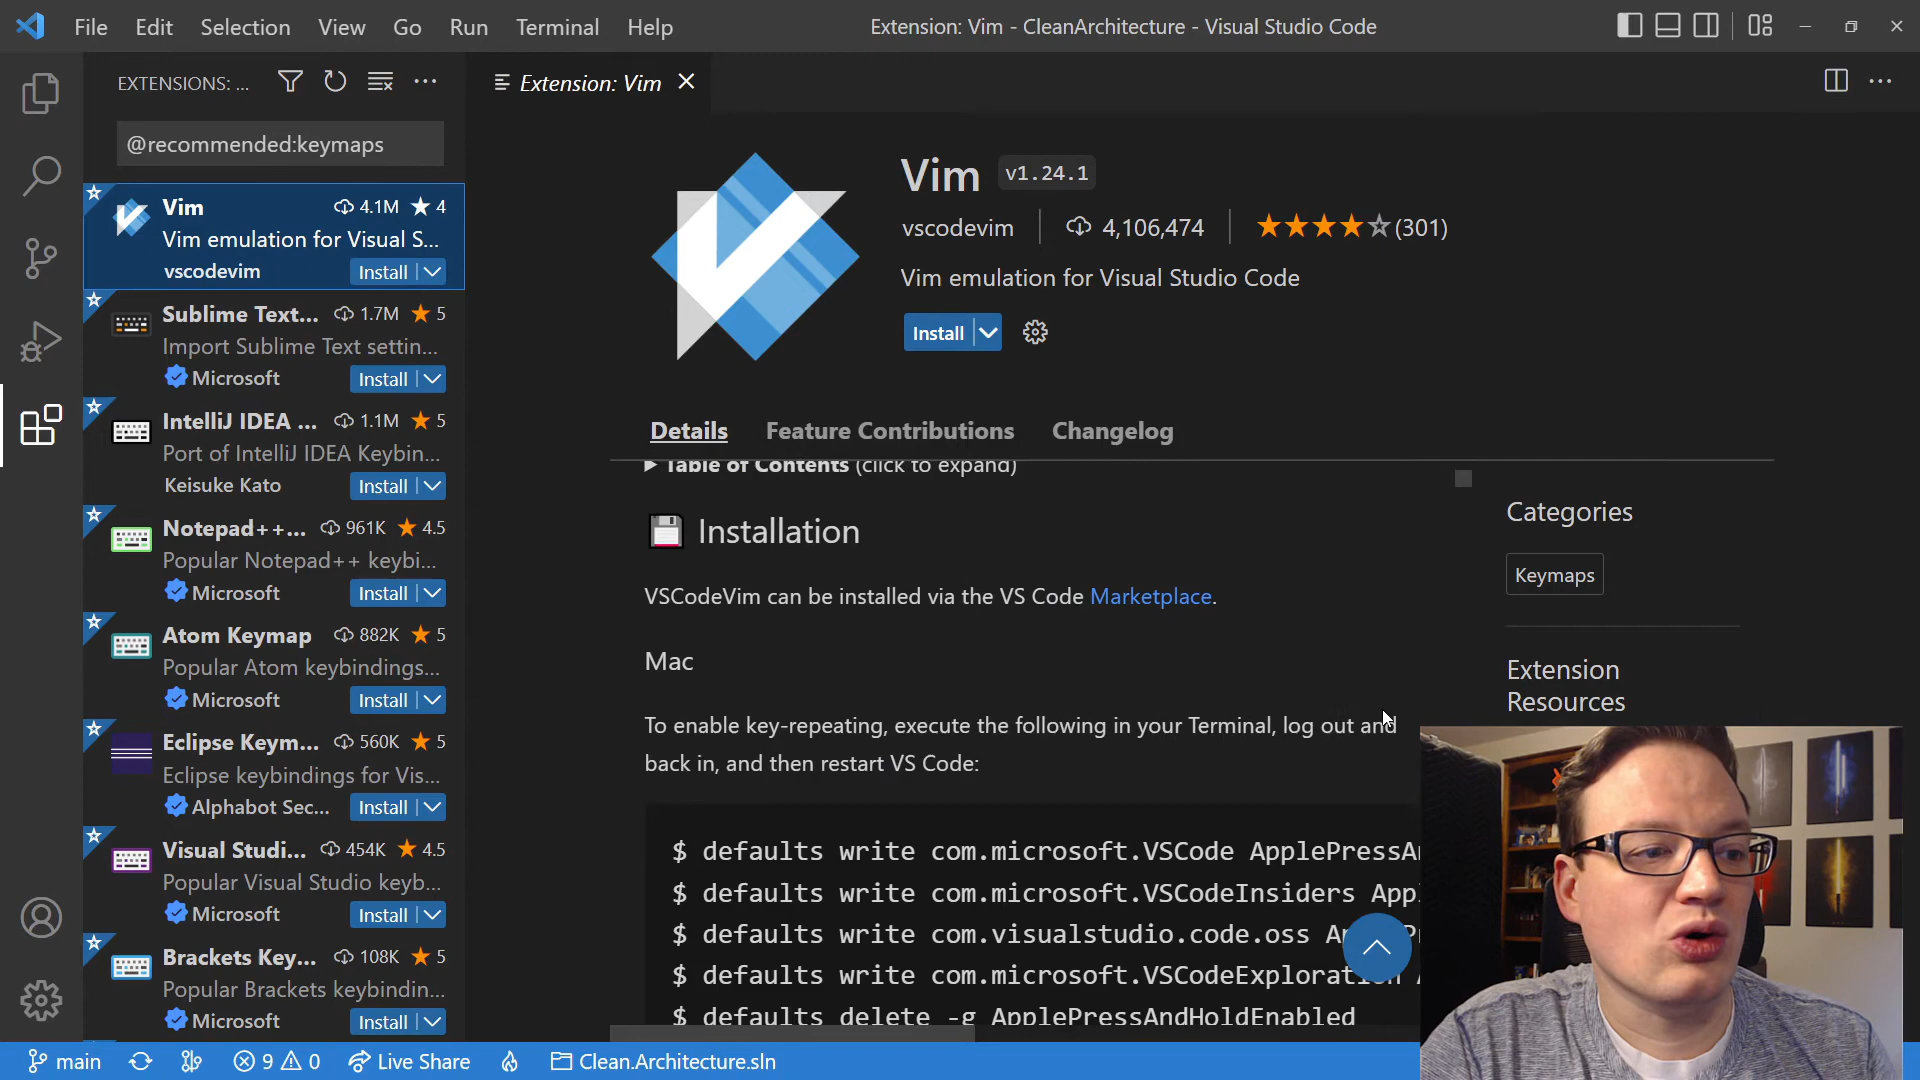 File Edit Selection View Go Run Terminal Help
Extension: Vim - CleanArchitecture - Visual Studio Code
EXTENSIONS: ...
@recommended:keymaps
Vim 4.1M 4
Vim emulation for Visual S...
vscodevim Install
Sublime Text... 1.7M 5
Import Sublime Text settin...
Microsoft Install
IntelliJ IDEA ... 1.1M 5
Port of IntelliJ IDEA Keybin...
Keisuke Kato Install
Notepad++... 961K 4.5
Popular Notepad++ keybi...
Microsoft Install
Atom Keymap 882K 5
Popular Atom keybindings...
Microsoft Install
Eclipse Keym... 560K 5
Eclipse keybindings for Vis...
Alphabot Sec... Install
Visual Studi... 454K 4.5
Popular Visual Studio keyb...
Microsoft Install
Brackets Key... 108K 5
Popular Brackets keybindin...
Microsoft Install
Extension: Vim
Vim v1.24.1
vscodevim 4,106,474 (301)
Vim emulation for Visual Studio Code
Install
Details Feature Contributions Changelog
Table of Contents (click to expand)
💾 Installation
VSCodeVim can be installed via the VS Code Marketplace.
Mac
To enable key-repeating, execute the following in your Terminal, log out and
back in, and then restart VS Code:
$ defaults write com.microsoft.VSCode ApplePressAn
$ defaults write com.microsoft.VSCodeInsiders Appl
$ defaults write com.visualstudio.code.oss
$ defaults write com.microsoft.VSCodeExploration
$ defaults delete -g ApplePressAndHoldEnabled
Categories
Keymaps
Extension
Resources
main 9 0 Live Share Clean.Architecture.sln